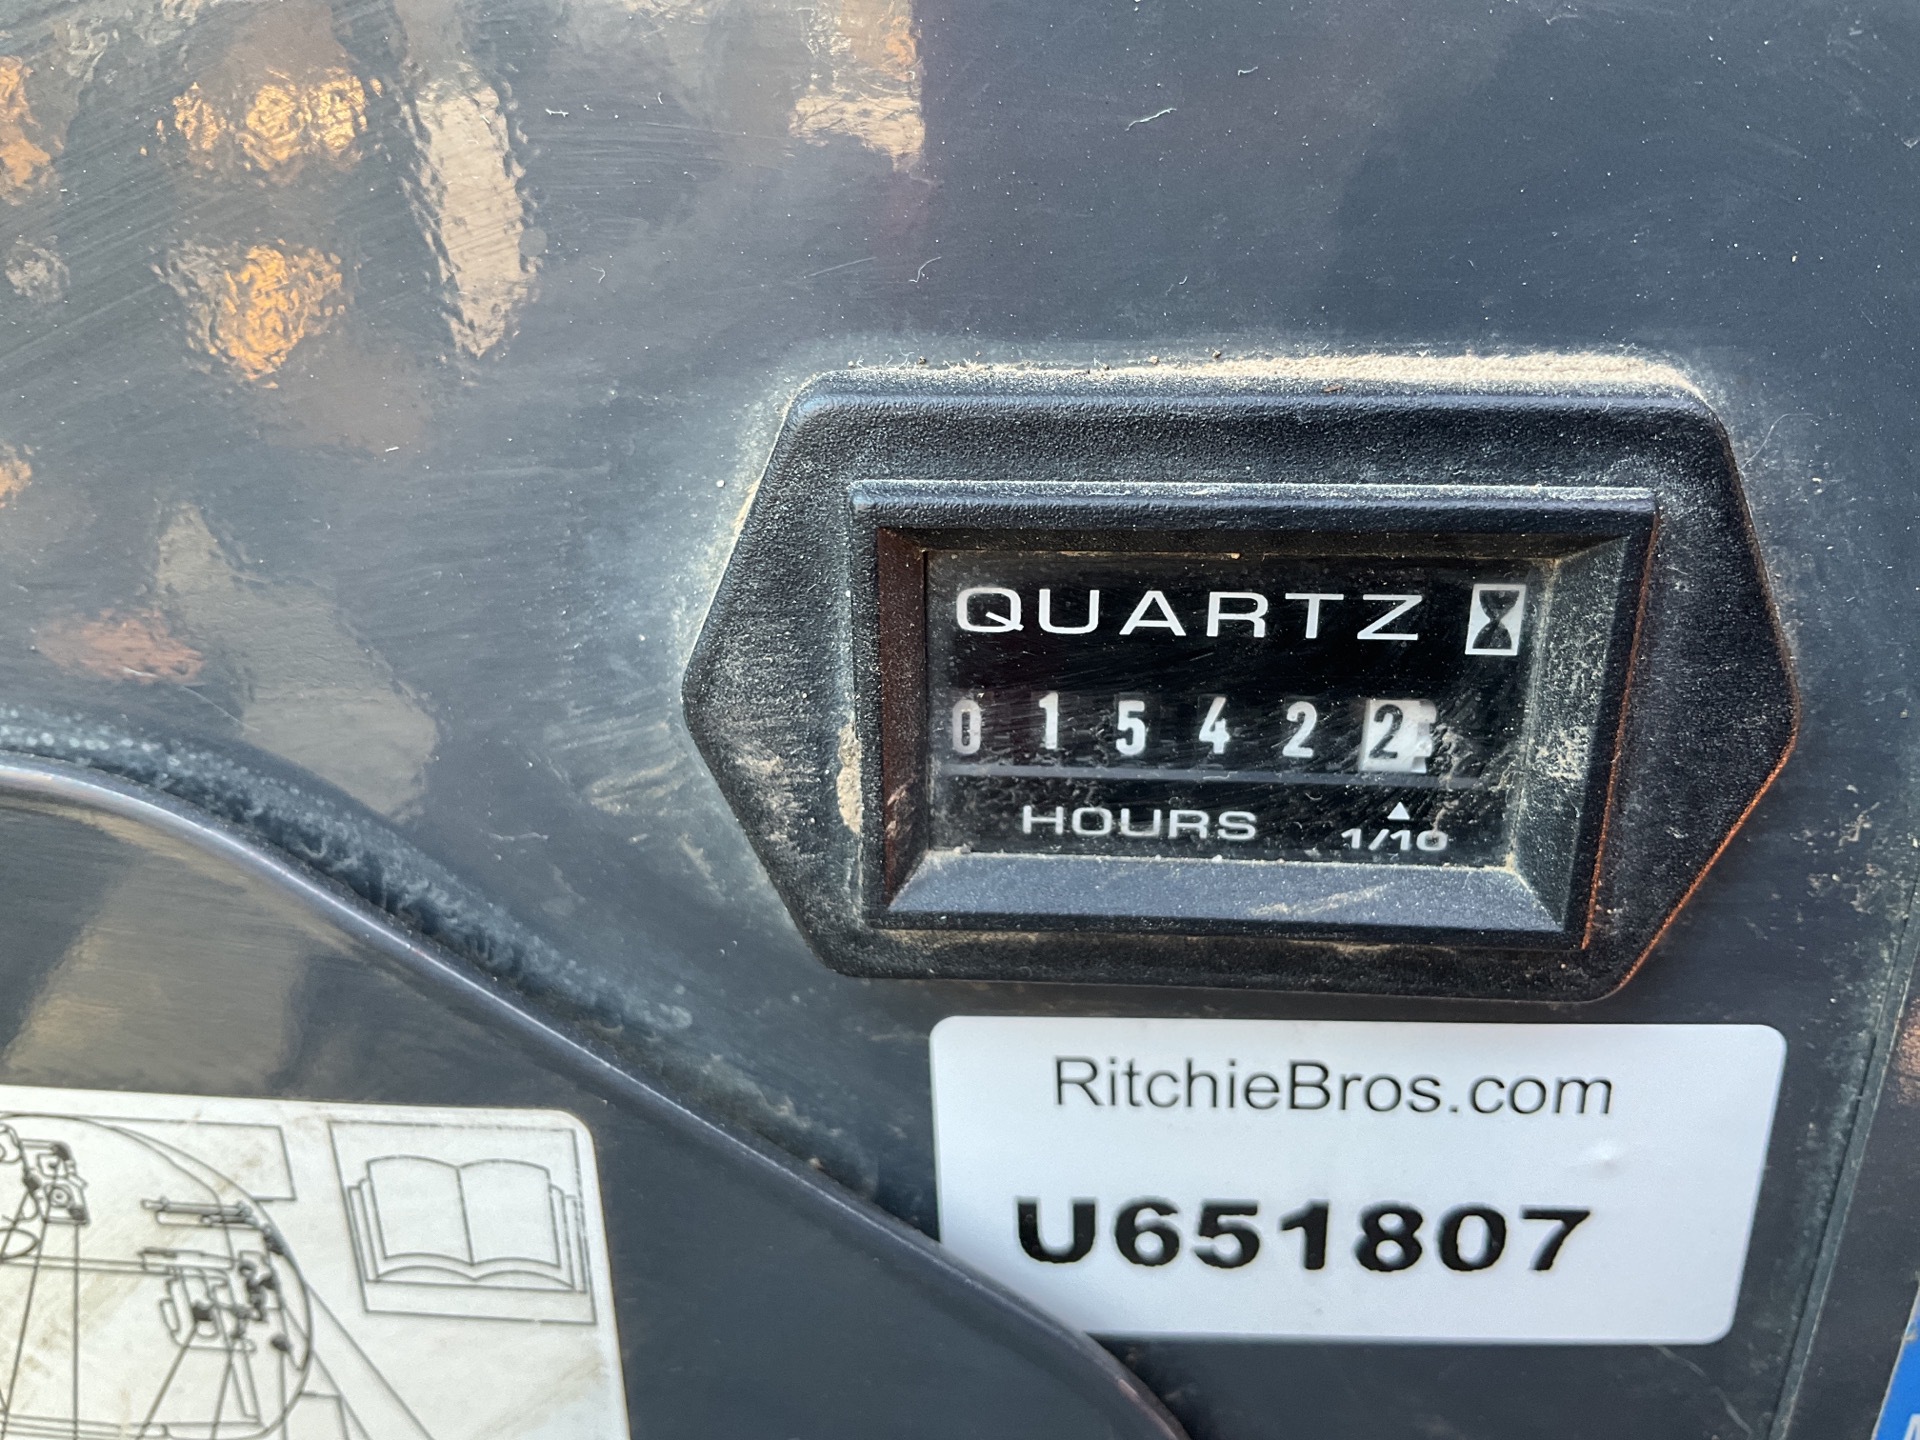 QUARTZ
015422
HOURS 1/10
RitchieBros.com
U651807